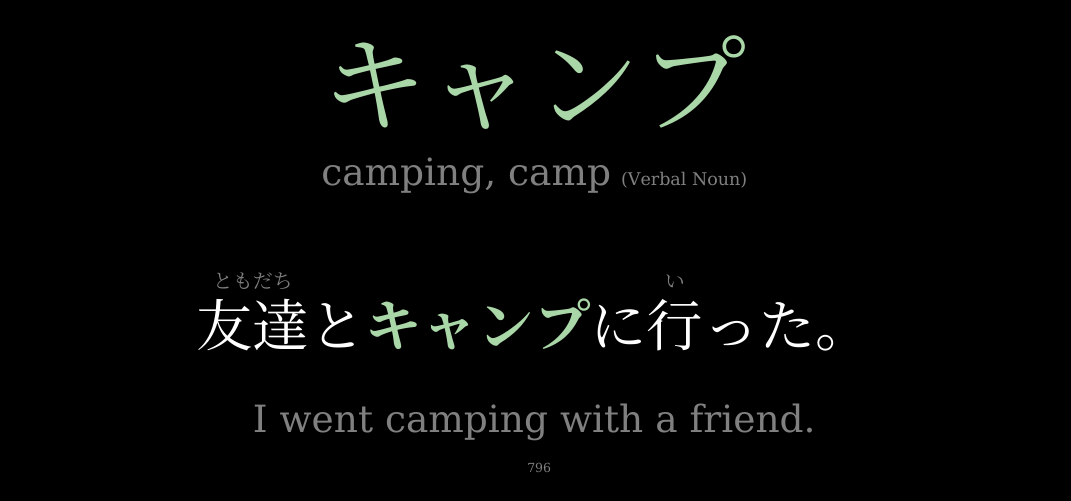 キャンプ
camping, camp (Verbal Noun)
ともだち い
友達とキャンプに行った。
I went camping with a friend.
796